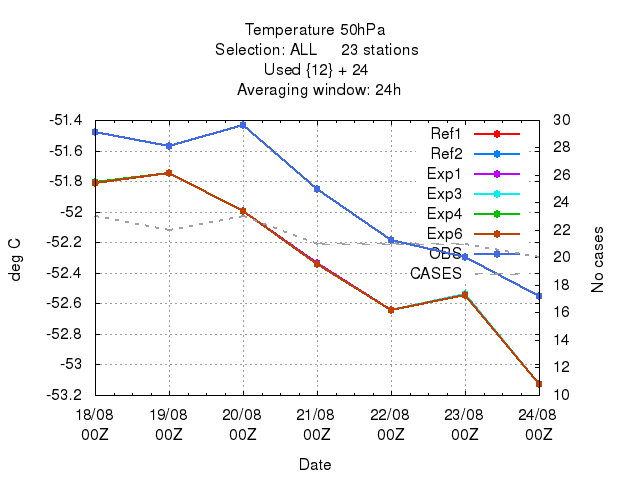 Temperature 50hPa
Selection: ALL 23 stations
Used {12} + 24
Averaging window: 24h
-51.4
-51.6
-51.8
-52
-52.2
-52.4
-52.6
-52.8
-53
-53.2
deg C
30
28
26
24
22
20
18
16
14
12
10
No cases
Ref1
Ref2
Exp1
Exp3
Exp4
Exp6
OBS
CASES
18/08 19/08 20/08 21/08 22/08 23/08 24/08
00Z 00Z 00Z 00Z 00Z 00Z 00Z
Date